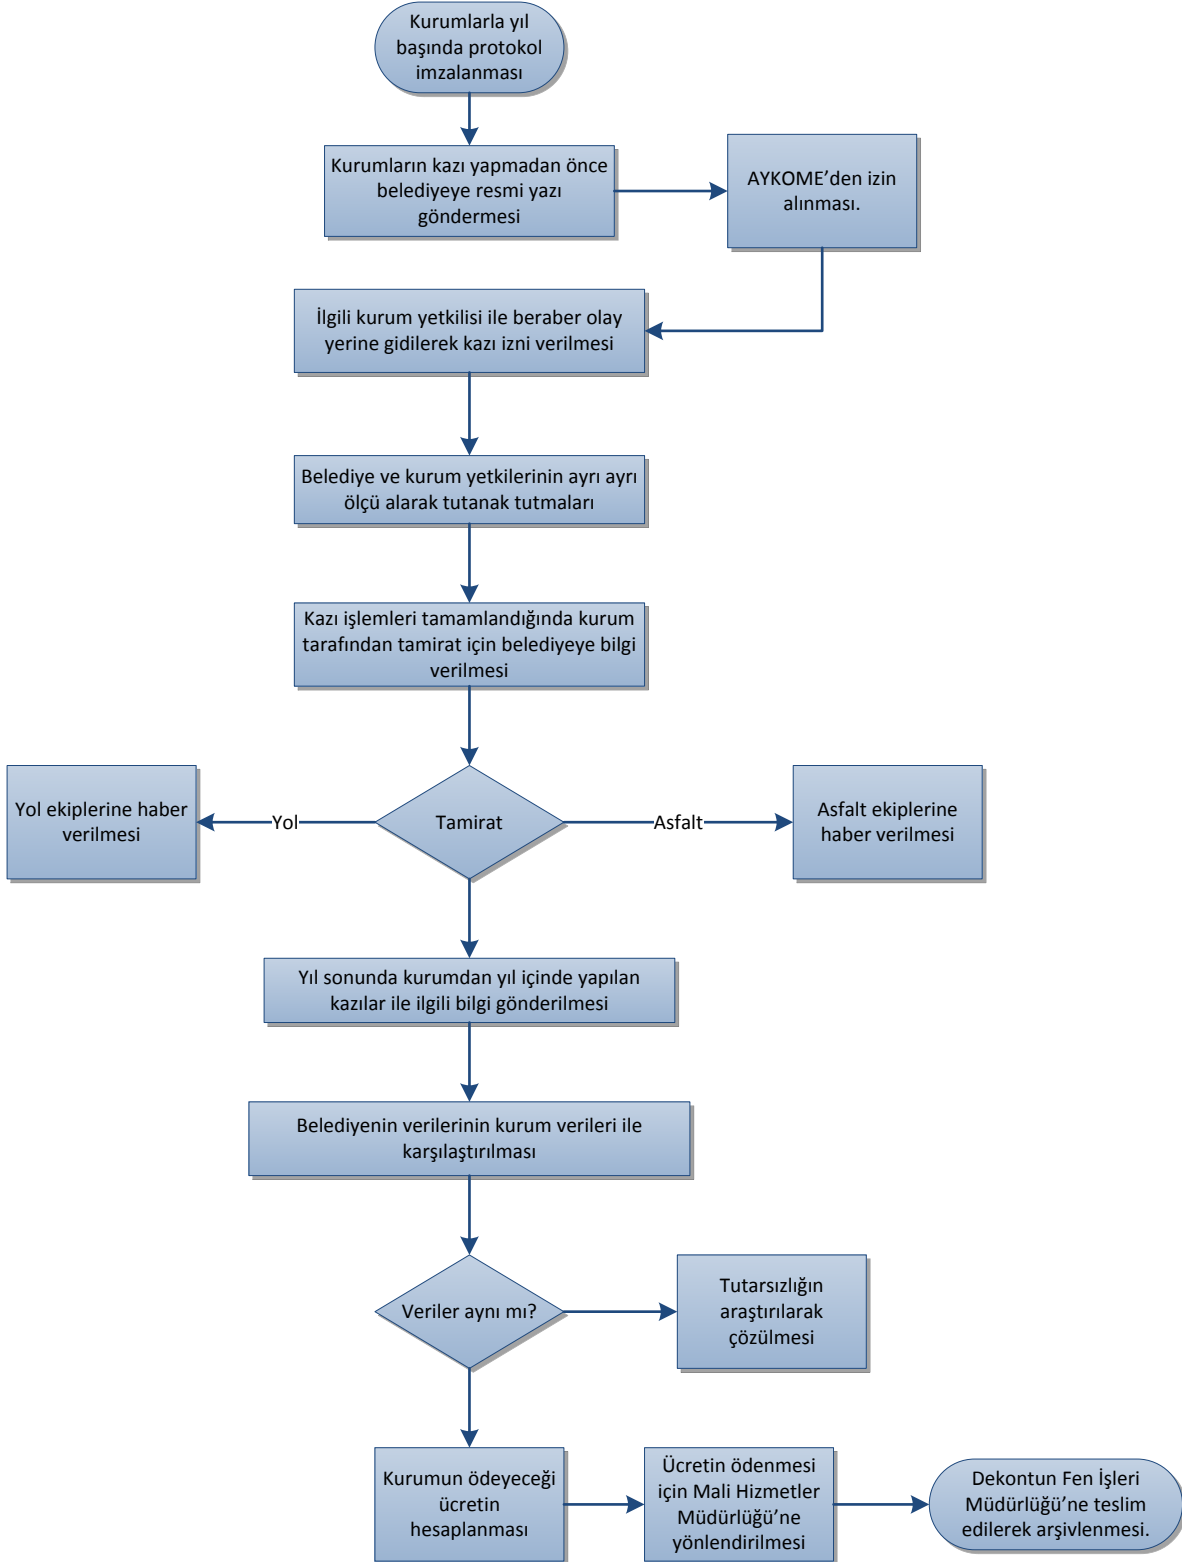 Kurumlarla yıl
başında protokol
imzalanması
Kurumların kazı yapmadan önce
belediyeye resmi yazı
göndermesi
AYKOME’den izin
alınması.
İlgili kurum yetkilisi ile beraber olay
yerine gidilerek kazı izni verilmesi
Belediye ve kurum yetkilerinin ayrı ayrı
ölçü alarak tutanak tutmaları
Kazı işlemleri tamamlandığında kurum
tarafından tamirat için belediyeye bilgi
verilmesi
Yol ekiplerine haber
verilmesi
Yol
Tamirat
Asfalt
Asfalt ekiplerine
haber verilmesi
Yıl sonunda kurumdan yıl içinde yapılan
kazılar ile ilgili bilgi gönderilmesi
Belediyenin verilerinin kurum verileri ile
karşılaştırılması
Veriler aynı mı?
Tutarsızlığın
araştırılarak
çözülmesi
Kurumun ödeyeceği
ücretin
hesaplanması
Ücretin ödenmesi
için Mali Hizmetler
Müdürlüğü’ne
yönlendirilmesi
Dekontun Fen İşleri
Müdürlüğü’ne teslim
edilerek arşivlenmesi.